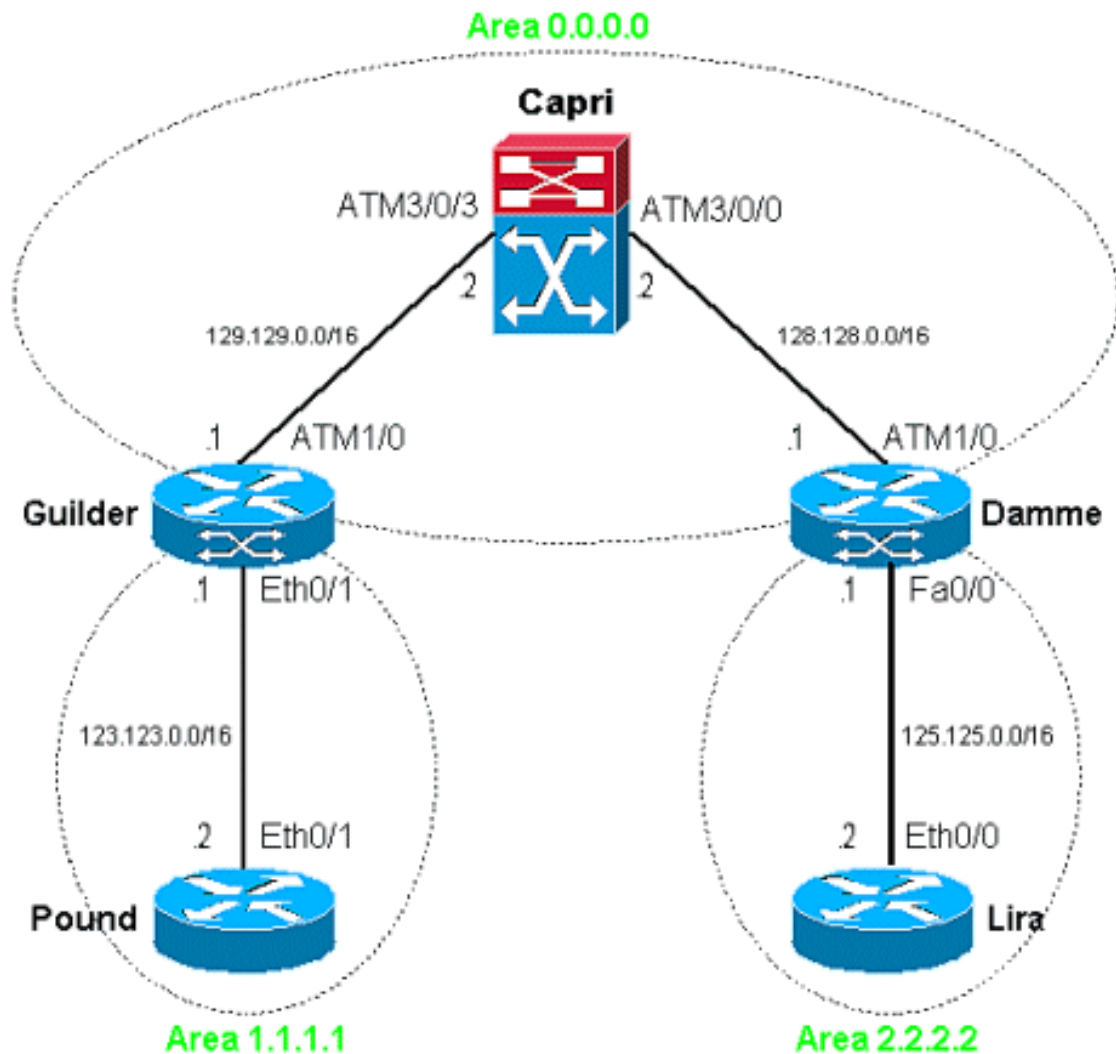 Area 0.0.0.0
Capri
ATM3/0/3
ATM3/0/0
.2
.2
129.129.0.0/16
128.128.0.0/16
.1
ATM1/0
.1
ATM1/0
Guilder
Damme
.1
Eth0/1
.1
Fa0/0
123.123.0.0/16
125.125.0.0/16
.2
Eth0/1
.2
Eth0/0
Pound
Lira
Area 1.1.1.1
Area 2.2.2.2